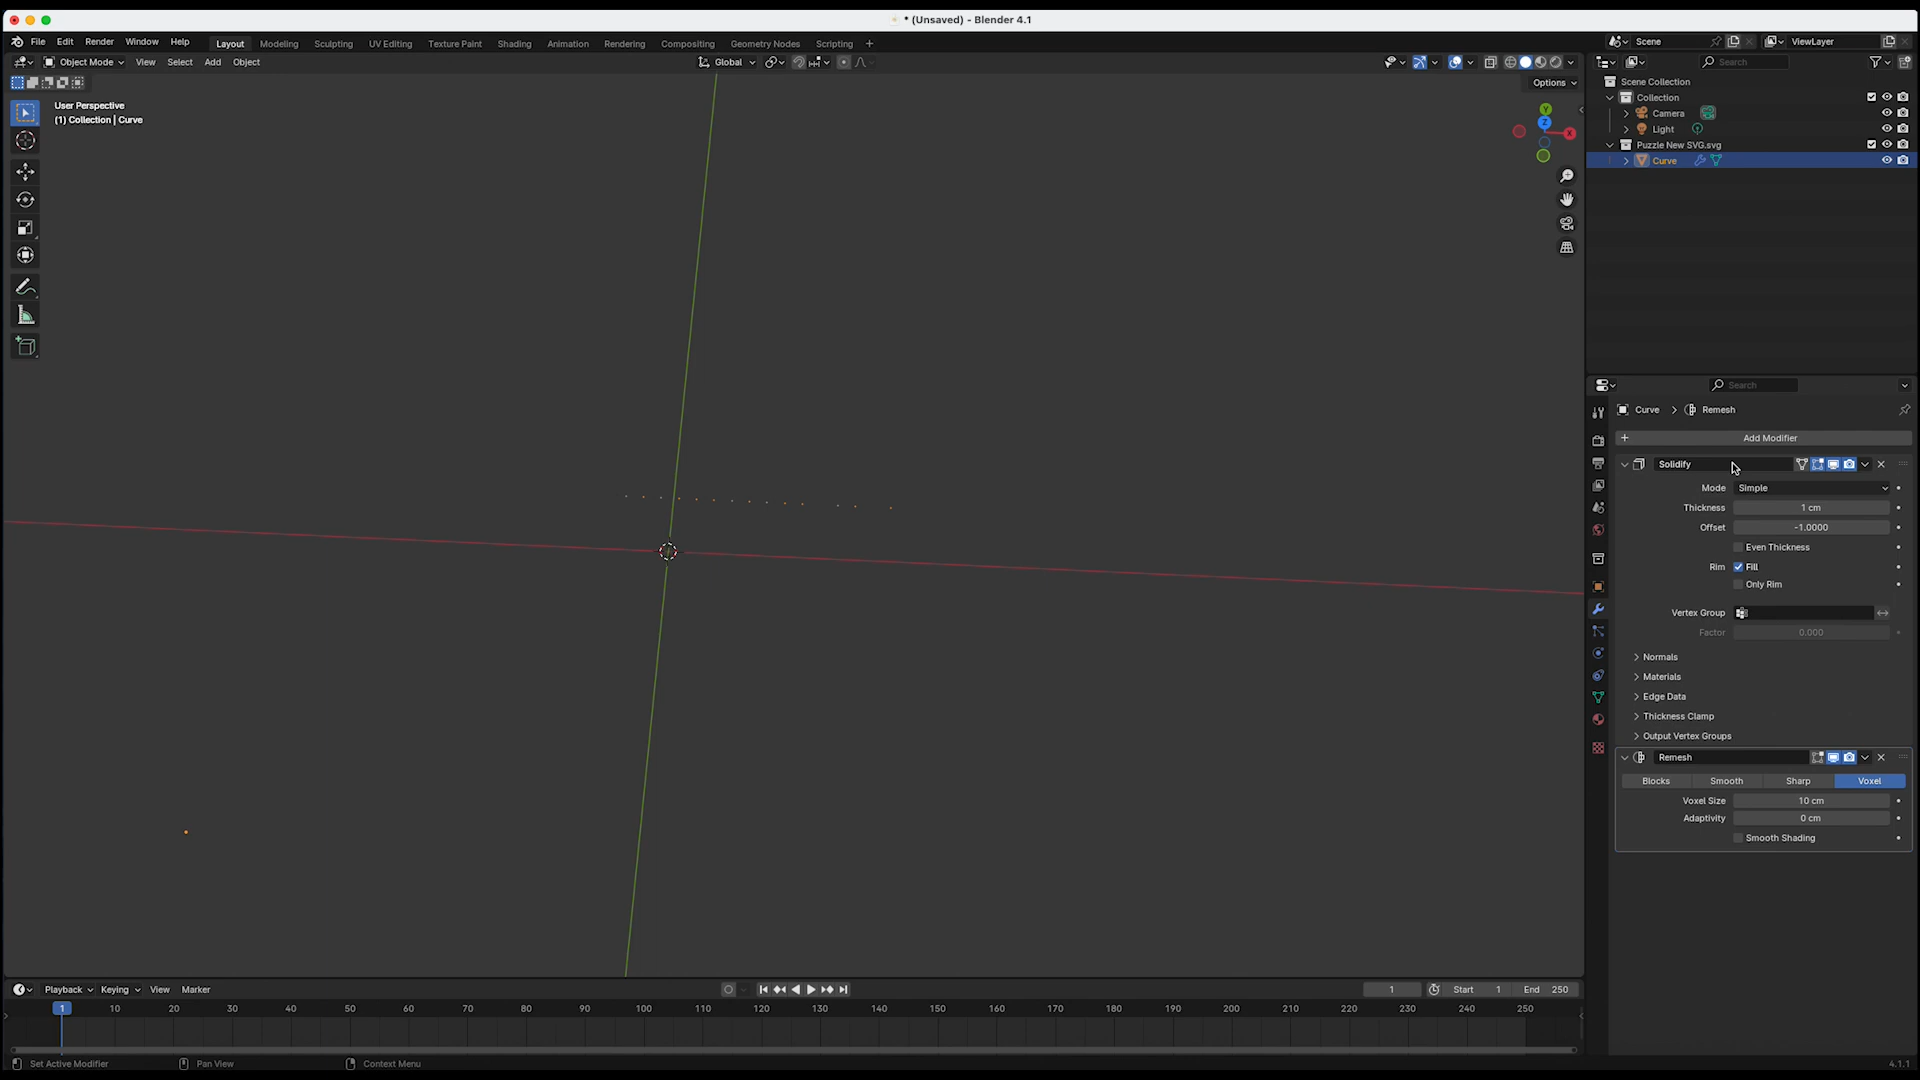 * (Unsaved) - Blender 4.1
File Edit Render Window Help
Layout Modeling Sculpting UV Editing Texture Paint Shading Animation Rendering Compositing Geometry Nodes Scripting +
Scene
ViewLayer
Object Mode View Select Add Object
Global
Options
User Perspective
(1) Collection | Curve
Y
Z
X
Search
Scene Collection
Collection
Camera
Light
Puzzle New SVG.svg
Curve
Search
Curve > Remesh
+ Add Modifier
Solidify
Mode Simple
Thickness 1 cm
Offset -1.0000
Even Thickness
Rim Fill
Only Rim
Vertex Group
Factor 0.000
Normals
Materials
Edge Data
Thickness Clamp
Output Vertex Groups
Remesh
Blocks Smooth Sharp Voxel
Voxel Size 10 cm
Adaptivity 0 cm
Smooth Shading
Playback Keying View Marker
1 Start 1 End 250
1 10 20 30 40 50 60 70 80 90 100 110 120 130 140 150 160 170 180 190 200 210 220 230 240 250
Set Active Modifier Pan View Context Menu
4.1.1